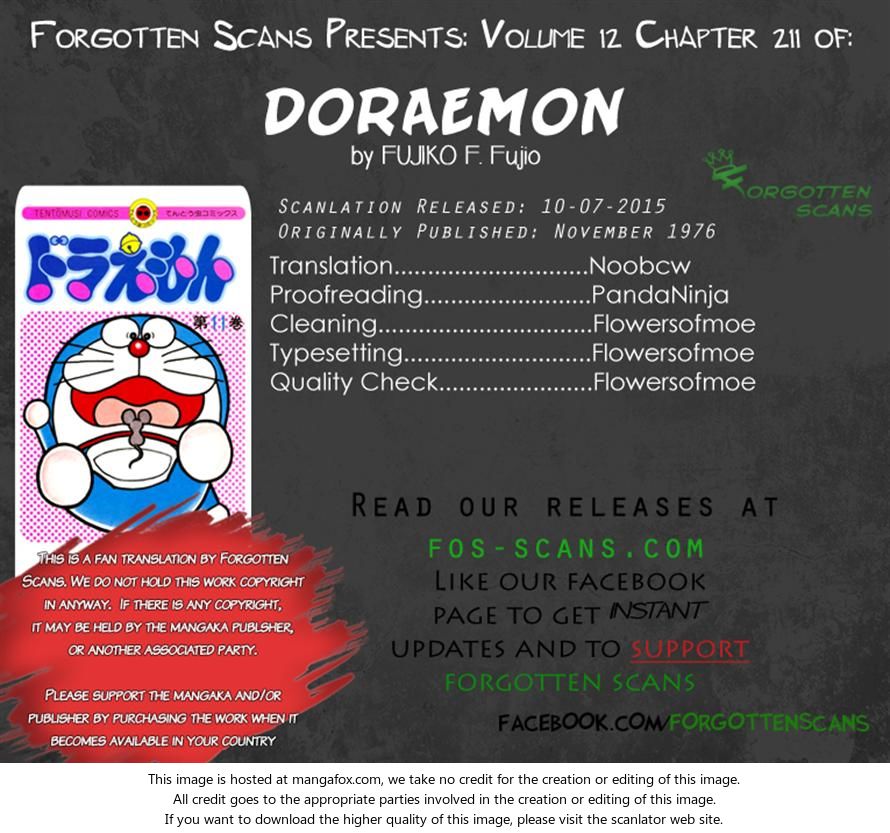 FORGOTTEN SCANS PRESENTS: VOLUME 12 CHAPTER 211 OF:
DORAEMON
by FUJIKO F. Fujio
FORGOTTEN
SCANS
SCANLATION RELEASED: 10-07-2015
ORIGINALLY PUBLISHED: NOVEMBER 1976
Translation.............................Noobcw
Proofreading.........................PandaNinja
Cleaning................................Flowersofmoe
Typesetting............................Flowersofmoe
Quality Check.......................Flowersofmoe
TENTŌMUSI COMICS てんとう虫コミックス
ドラえもん
第11巻
READ OUR RELEASES AT
FOS-SCANS.COM
LIKE OUR FACEBOOK
PAGE TO GET INSTANT
UPDATES AND TO SUPPORT
FORGOTTEN SCANS
FACEBOOK.COM/FORGOTTENSCANS
THIS IS A FAN TRANSLATION BY FORGOTTEN
SCANS. WE DO NOT HOLD THIS WORK COPYRIGHT
IN ANYWAY. IF THERE IS ANY COPYRIGHT,
IT MAY BE HELD BY THE MANGAKA PUBLSHER,
OR ANOTHER ASSOCIATED PARTY.
PLEASE SUPPORT THE MANGAKA AND/OR
PUBLISHER BY PURCHASING THE WORK WHEN IT
BECOMES AVAILABLE IN YOUR COUNTRY
This image is hosted at mangafox.com, we take no credit for the creation or editing of this image.
All credit goes to the appropriate parties involved in the creation or editing of this image.
If you want to download the higher quality of this image, please visit the scanlator web site.